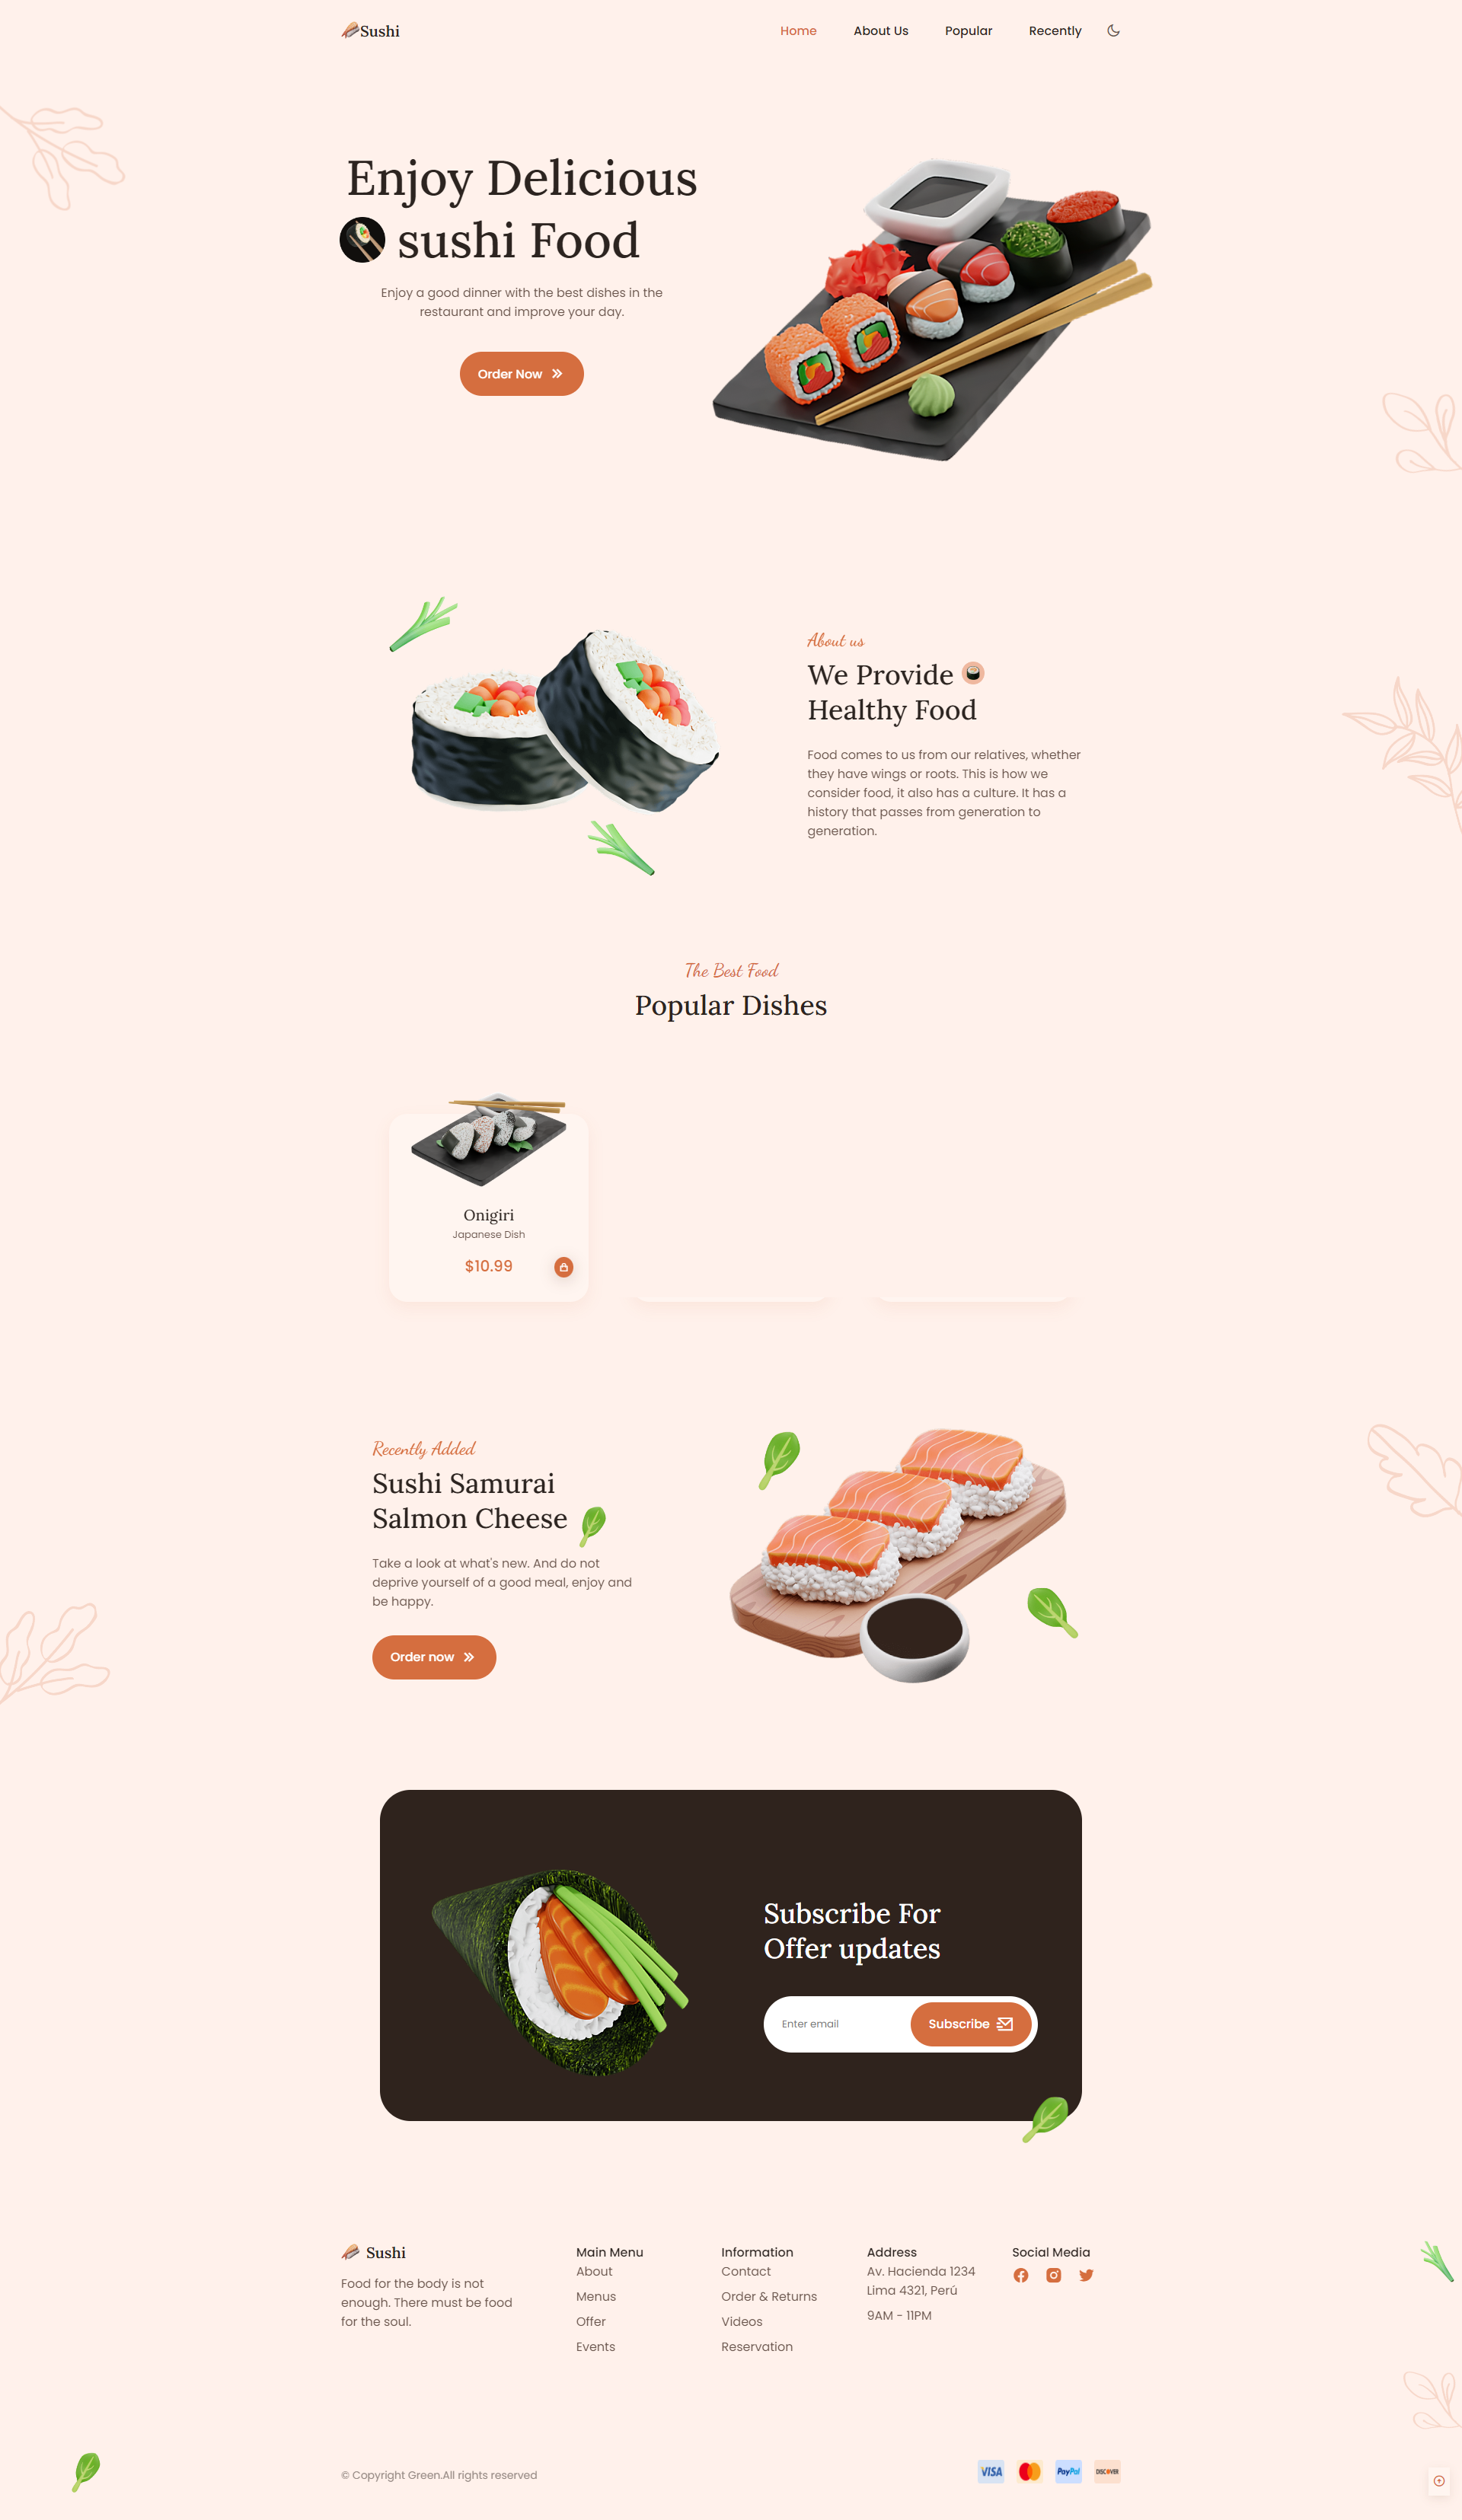 Sushi
Home
About Us
Popular
Recently
Enjoy Delicious
sushi Food
Enjoy a good dinner with the best dishes in the
restaurant and improve your day.
Order Now
About us
We Provide
Healthy Food
Food comes to us from our relatives, whether
they have wings or roots. This is how we
consider food, it also has a culture. It has a
history that passes from generation to
generation.
The Best Food
Popular Dishes
Onigiri
Japanese Dish
$10.99
Recently Added
Sushi Samurai
Salmon Cheese
Take a look at what's new. And do not
deprive yourself of a good meal, enjoy and
be happy.
Order now
Subscribe For
Offer updates
Enter email
Subscribe
Sushi
Food for the body is not
enough. There must be food
for the soul.
Main Menu
About
Menus
Offer
Events
Information
Contact
Order & Returns
Videos
Reservation
Address
Av. Hacienda 1234
Lima 4321, Perú
9AM - 11PM
Social Media
© Copyright Green.All rights reserved
VISA
PayPal
DISCOVER